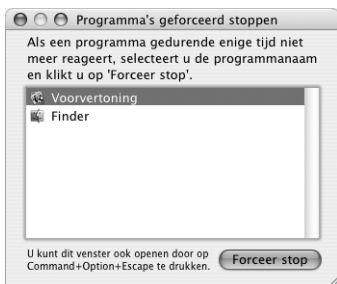 Programma's geforceerd stoppen
Als een programma gedurende enige tijd niet
meer reageert, selecteert u de programmanaam
en klikt u op 'Forceer stop'.
Voorvertoning
Finder
U kunt dit venster ook openen door op
Command+Option+Escape te drukken.
Forceer stop